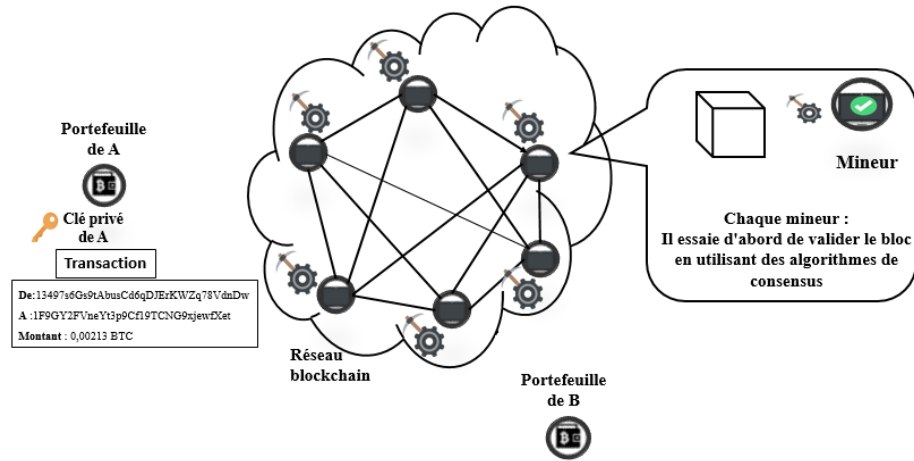 Portefeuille
de A
Clé privé
de A
Transaction
De:13497s6Gs9tAbusCd6qDJErKWZq78VdnDw
A :1F9GY2FVneYt3p9Cf19TCNG9xjewfXet
Montant : 0,00213 BTC
Réseau
blockchain
Portefeuille
de B
Mineur
Chaque mineur :
Il essaie d'abord de valider le bloc
en utilisant des algorithmes de
consensus